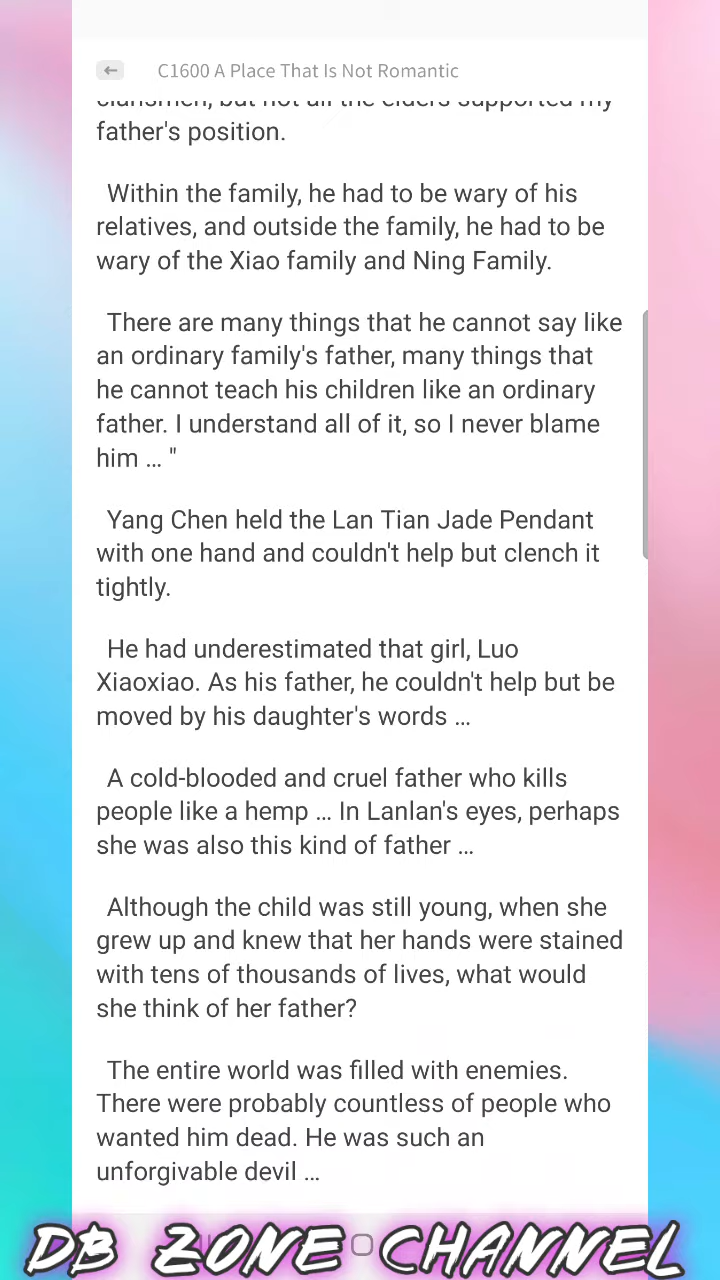 C1600 A Place That Is Not Romantic
clansmen, but not all the elders supported my
father's position.
Within the family, he had to be wary of his
relatives, and outside the family, he had to be
wary of the Xiao family and Ning Family.
There are many things that he cannot say like
an ordinary family's father, many things that
he cannot teach his children like an ordinary
father. I understand all of it, so I never blame
him ... "
Yang Chen held the Lan Tian Jade Pendant
with one hand and couldn't help but clench it
tightly.
He had underestimated that girl, Luo
Xiaoxiao. As his father, he couldn't help but be
moved by his daughter's words ...
A cold-blooded and cruel father who kills
people like a hemp ... In Lanlan's eyes, perhaps
she was also this kind of father ...
Although the child was still young, when she
grew up and knew that her hands were stained
with tens of thousands of lives, what would
she think of her father?
The entire world was filled with enemies.
There were probably countless of people who
wanted him dead. He was such an
unforgivable devil ...
DB ZONE CHANNEL